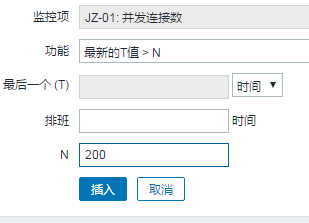 监控项 JZ-01: 并发连接数
功能 最新的T值 > N
最后一个 (T) 时间
排班 时间
N 200
插入 取消